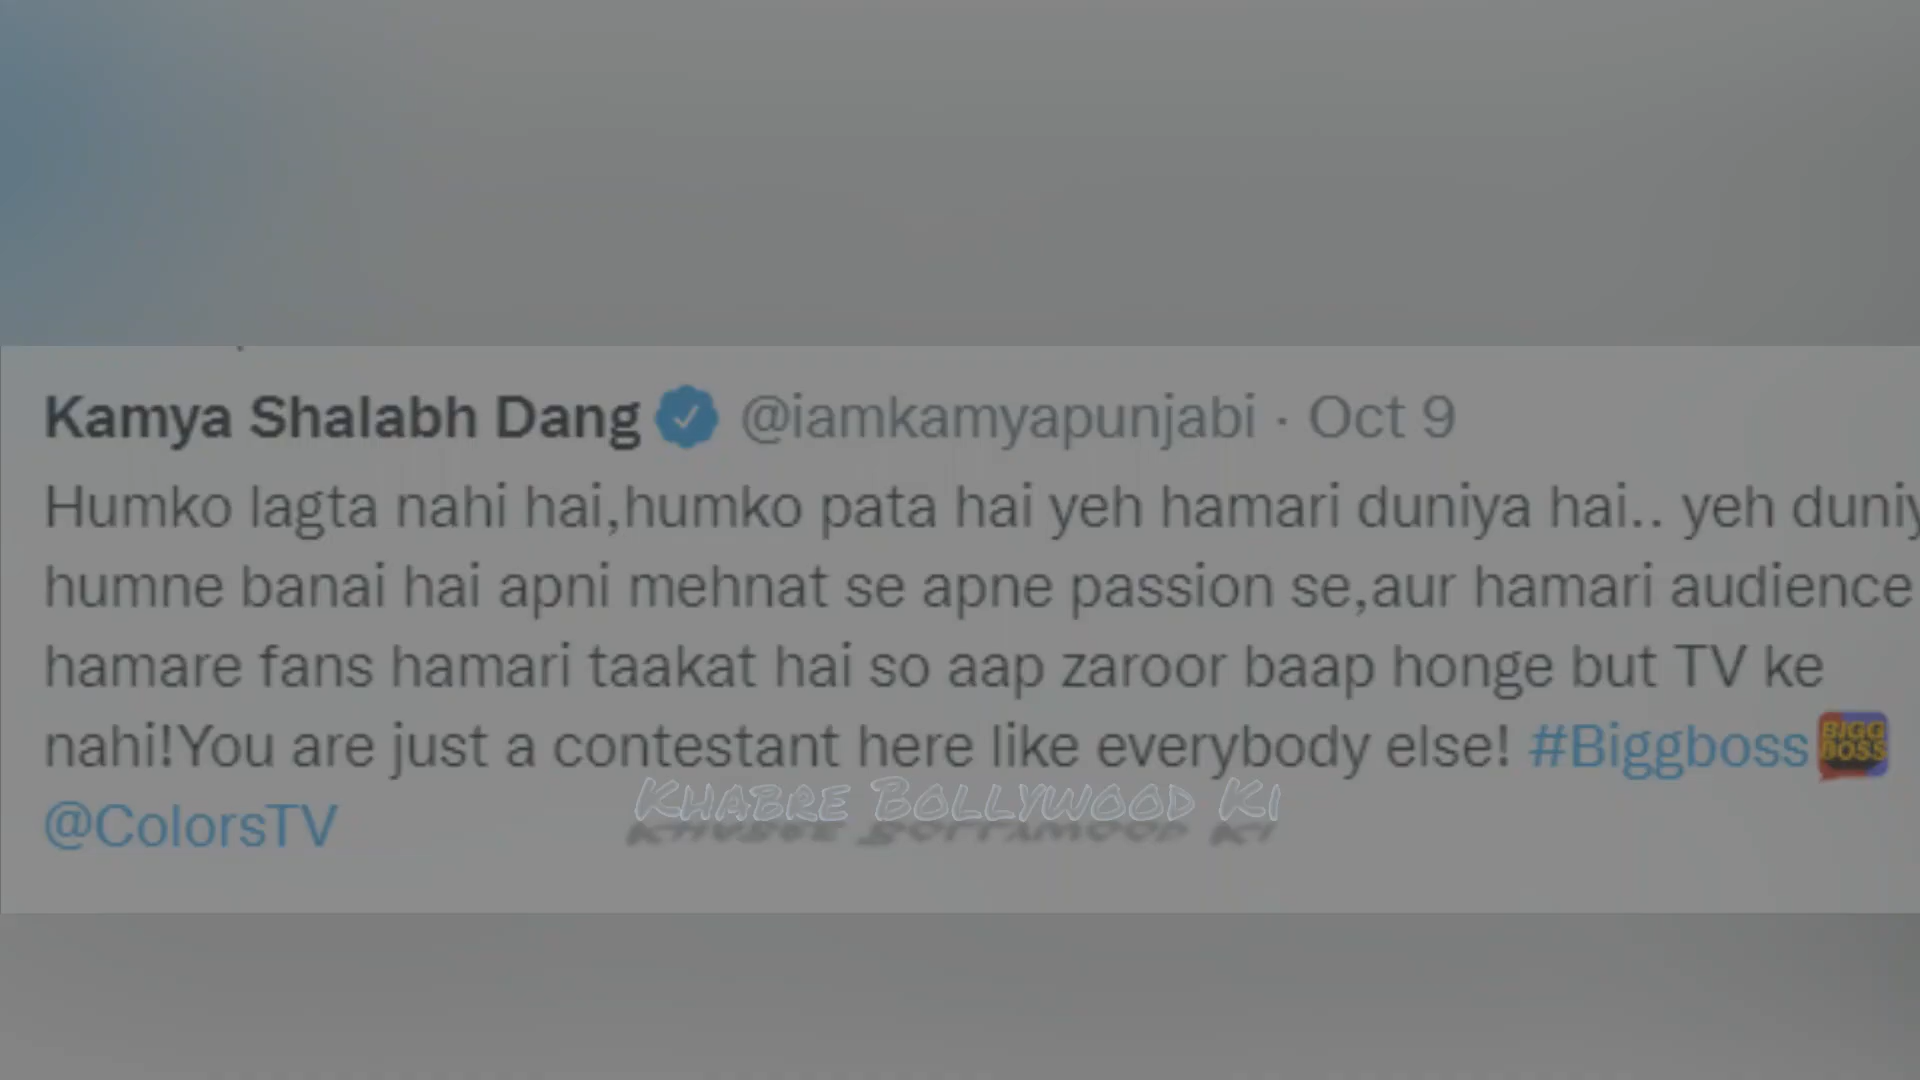 Kamya Shalabh Dang @iamkamyapunjabi · Oct 9
Humko lagta nahi hai,humko pata hai yeh hamari duniya hai.. yeh duniy
humne banai hai apni mehnat se apne passion se,aur hamari audience
hamare fans hamari taakat hai so aap zaroor baap honge but TV ke
nahi!You are just a contestant here like everybody else! #Biggboss BIGG BOSS
@ColorsTV
Khabre Bollywood Ki